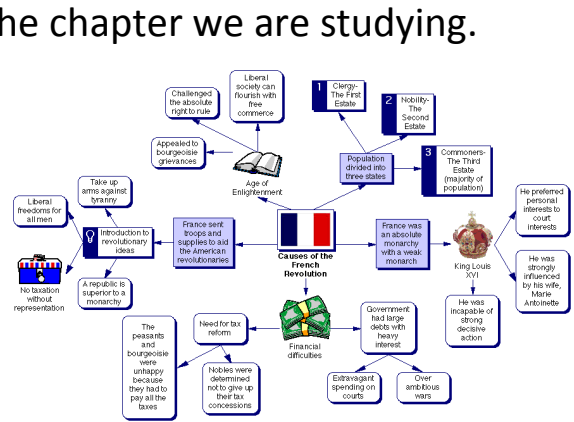 he chapter we are studying.
Liberal
society can
flourish with
free
commerce
Challenged
the absolute
right to rule
Appealed to
bourgeoisie
grievances
Age of
Enlightenment
1 Clergy-
The First
Estate
2 Nobility-
The
Second
Estate
3 Commoners-
The Third
Estate
(majority of
population)
Population
divided into
three states
Take up
arms against
tyranny
Liberal
freedoms for
all men
Introduction to
revolutionary
ideas
No taxation
without
representation
A republic is
superior to a
monarchy
France sent
troops and
supplies to aid
the American
revolutionaries
Causes of the
French
Revolution
France was
an absolute
monarchy
with a weak
monarch
King Louis
XVI
He preferred
personal
interests to
court
interests
He was
strongly
influenced
by his wife,
Marie
Antoinette
He was
incapable of
strong
decisive
action
Financial
difficulties
Need for tax
reform
The
peasants
and
bourgeoisie
were
unhappy
because
they had to
pay all the
taxes
Nobles were
determined
not to give up
their tax
concessions
Government
had large
debts with
heavy
interest
Extravagant
spending on
courts
Over
ambitious
wars